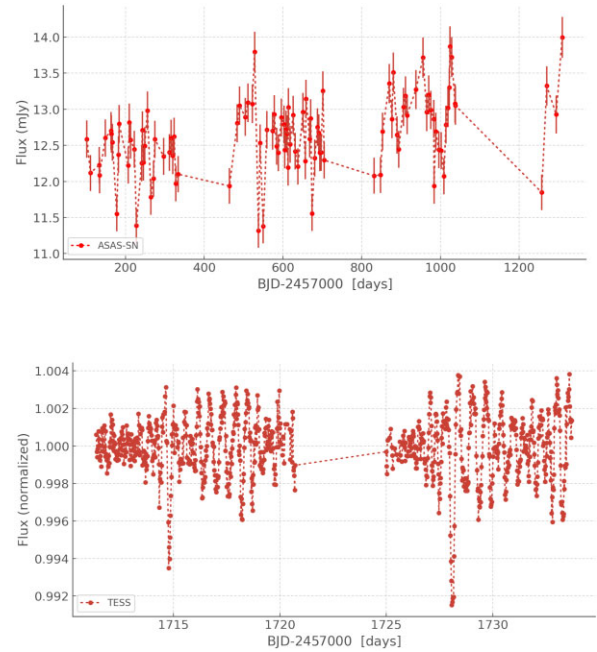 14.0
13.5
13.0
12.5
12.0
11.5
11.0
Flux (mJy)
ASAS-SN
200 400 600 800 1000 1200
BJD-2457000 [days]
1.004
1.002
1.000
0.998
0.996
0.994
0.992
Flux (normalized)
TESS
1715 1720 1725 1730
BJD-2457000 [days]